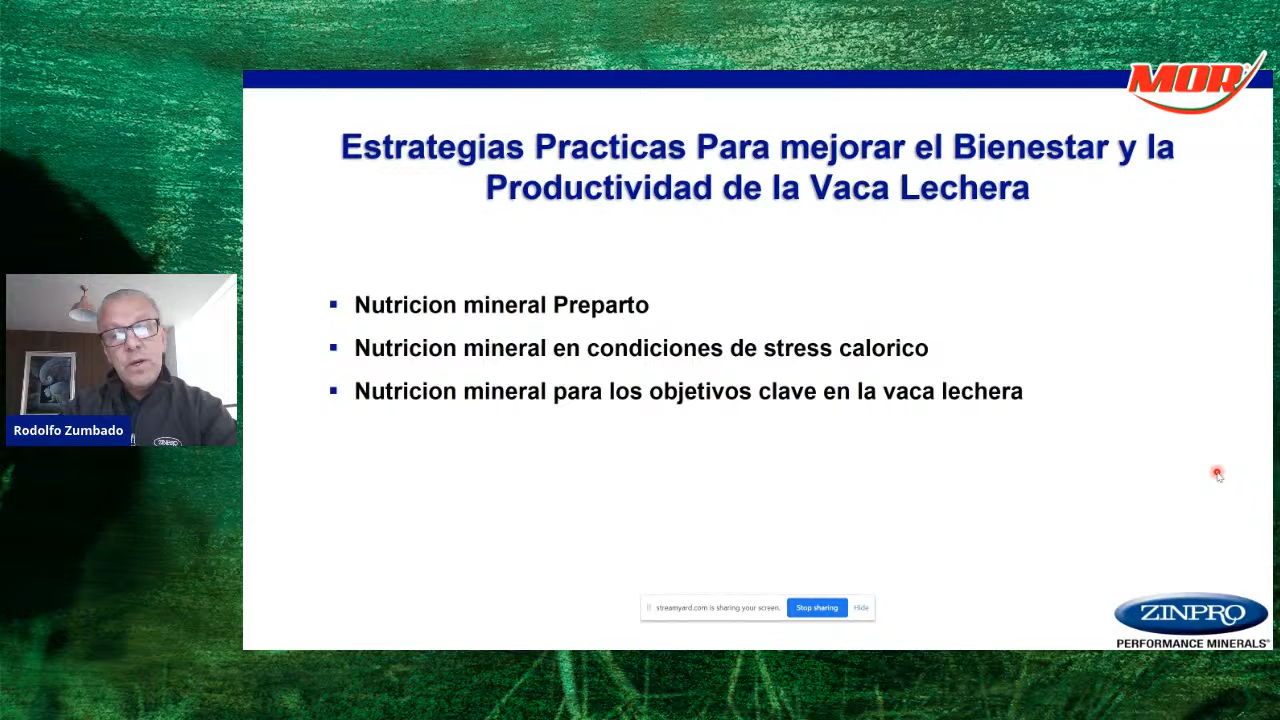 MOR
Estrategias Practicas Para mejorar el Bienestar y la
Productividad de la Vaca Lechera
Nutricion mineral Preparto
Nutricion mineral en condiciones de stress calorico
Nutricion mineral para los objetivos clave en la vaca lechera
Rodolfo Zumbado
streamyard.com is sharing your screen.
Stop sharing
Hide
ZINPRO
PERFORMANCE MINERALS®